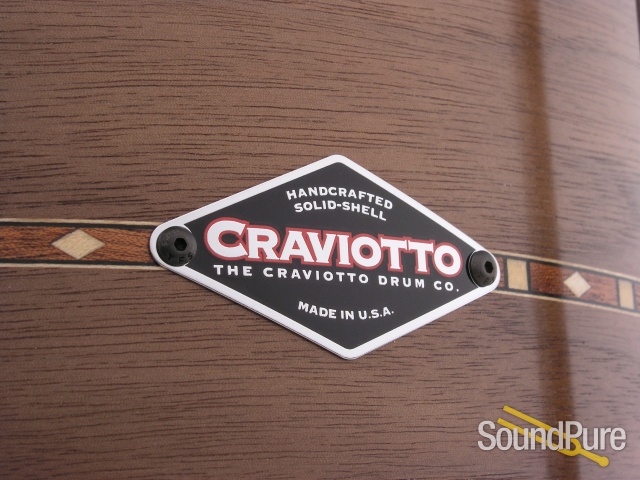 HANDCRAFTED
SOLID-SHELL
CRAVIOTTO
THE CRAVIOTTO DRUM CO.
MADE IN U.S.A.
SoundPure